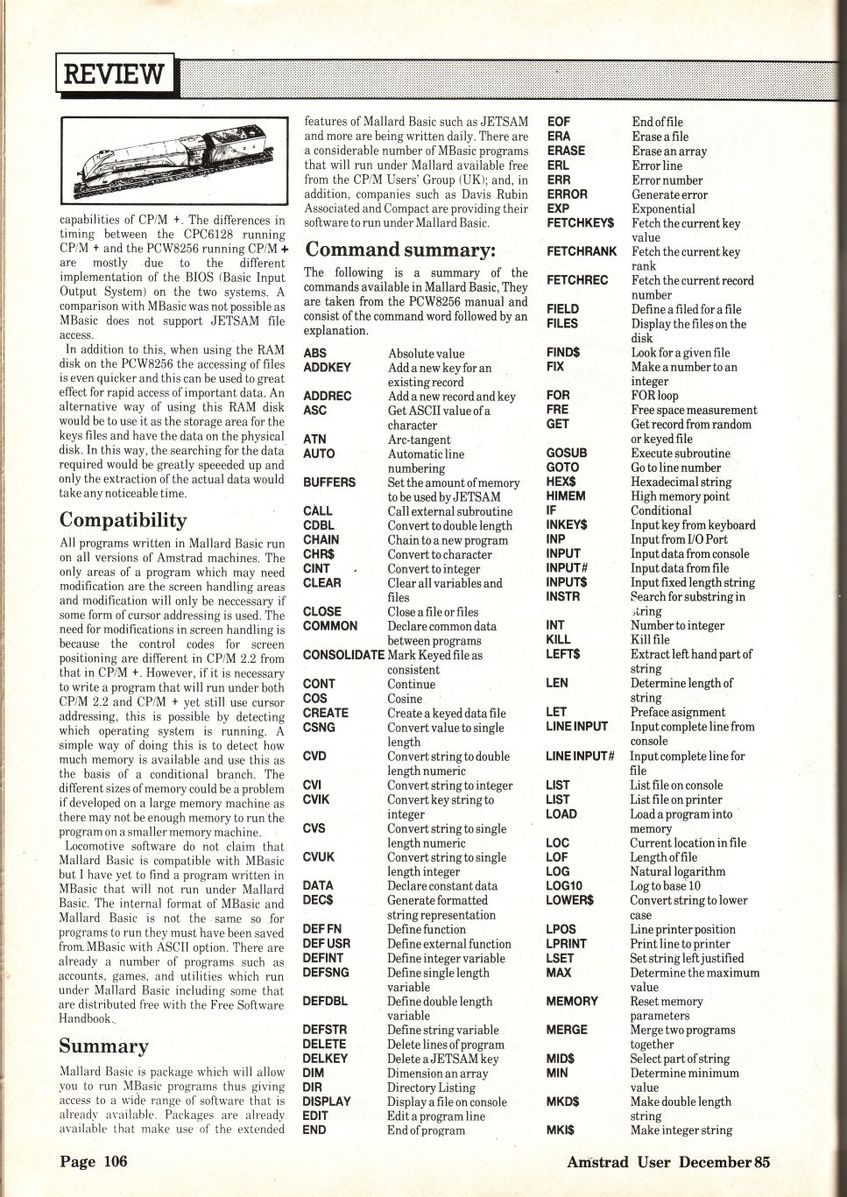 REVIEW
capabilities of CP/M +. The differences in
timing between the CPC6128 running
CP/M + and the PCW8256 running CP/M +
are mostly due to the different
implementation of the BIOS (Basic Input
Output System) on the two systems. A
comparison with MBasic was not possible as
MBasic does not support JETSAM file
access.
In addition to this, when using the RAM
disk on the PCW8256 the accessing of files
is even quicker and this can be used to great
effect for rapid access of important data. An
alternative way of using this RAM disk
would be to use it as the storage area for the
keys files and have the data on the physical
disk. In this way, the searching for the data
required would be greatly speeeded up and
only the extraction of the actual data would
take any noticeable time.
Compatibility
All programs written in Mallard Basic run
on all versions of Amstrad machines. The
only areas of a program which may need
modification are the screen handling areas
and modification will only be neccessary if
some form of cursor addressing is used. The
need for modifications in screen handling is
because the control codes for screen
positioning are different in CP/M 2.2 from
that in CP/M +. However, if it is necessary
to write a program that will run under both
CP/M 2.2 and CP/M + yet still use cursor
addressing, this is possible by detecting
which operating system is running. A
simple way of doing this is to detect how
much memory is available and use this as
the basis of a conditional branch. The
different sizes of memory could be a problem
if developed on a large memory machine as
there may not be enough memory to run the
program on a smaller memory machine.
Locomotive software do not claim that
Mallard Basic is compatible with MBasic
but I have yet to find a program written in
MBasic that will not run under Mallard
Basic. The internal format of MBasic and
Mallard Basic is not the same so for
programs to run they must have been saved
from MBasic with ASCII option. There are
already a number of programs such as
accounts, games, and utilities which run
under Mallard Basic including some that
are distributed free with the Free Software
Handbook.
Summary
Mallard Basic is package which will allow
you to run MBasic programs thus giving
access to a wide range of software that is
already available. Packages are already
available that make use of the extended
features of Mallard Basic such as JETSAM
and more are being written daily. There are
a considerable number of MBasic programs
that will run under Mallard available free
from the CP/M Users' Group (UK); and, in
addition, companies such as Davis Rubin
Associated and Compact are providing their
software to run under Mallard Basic.
Command summary:
The following is a summary of the
commands available in Mallard Basic, They
are taken from the PCW8256 manual and
consist of the command word followed by an
explanation.
ABS Absolute value
ADDKEY Add a new key for an
existing record
ADDREC Add a new record and key
ASC Get ASCII value of a
character
ATN Arc-tangent
AUTO Automatic line
numbering
BUFFERS Set the amount of memory
to be used by JETSAM
CALL Call external subroutine
CDBL Convert to double length
CHAIN Chain to a new program
CHR$ Convert to character
CINT Convert to integer
CLEAR Clear all variables and
files
CLOSE Close a file or files
COMMON Declare common data
between programs
CONSOLIDATE Mark Keyed file as
consistent
CONT Continue
COS Cosine
CREATE Create a keyed data file
CSNG Convert value to single
length
CVD Convert string to double
length numeric
CVI Convert string to integer
CVIK Convert key string to
integer
CVS Convert string to single
length numeric
CVUK Convert string to single
length integer
DATA Declare constant data
DEC$ Generate formatted
string representation
DEF FN Define function
DEF USR Define external function
DEFINT Define integer variable
DEFSNG Define single length
variable
DEFDBL Define double length
variable
DEFSTR Define string variable
DELETE Delete lines of program
DELKEY Delete a JETSAM key
DIM Dimension an array
DIR Directory Listing
DISPLAY Display a file on console
EDIT Edit a program line
END End of program
EOF End of file
ERA Erase a file
ERASE Erase an array
ERL Error line
ERR Error number
ERROR Generate error
EXP Exponential
FETCHKEY$ Fetch the current key
value
FETCHRANK Fetch the current key
rank
FETCHREC Fetch the current record
number
FIELD Define a filed for a file
FILES Display the files on the
disk
FIND$ Look for a given file
FIX Make a number to an
integer
FOR FOR loop
FRE Free space measurement
GET Get record from random
or keyed file
GOSUB Execute subroutine
GOTO Go to line number
HEX$ Hexadecimal string
HIMEM High memory point
IF Conditional
INKEY$ Input key from keyboard
INP Input from I/O Port
INPUT Input data from console
INPUT# Input data from file
INPUT$ Input fixed length string
INSTR Search for substring in
string
INT Number to integer
KILL Kill file
LEFT$ Extract left hand part of
string
LEN Determine length of
string
LET Preface asignment
LINE INPUT Input complete line from
console
LINE INPUT# Input complete line for
file
LIST List file on console
LIST List file on printer
LOAD Load a program into
memory
LOC Current location in file
LOF Length of file
LOG Natural logarithm
LOG10 Log to base 10
LOWER$ Convert string to lower
case
LPOS Line printer position
LPRINT Print line to printer
LSET Set string left justified
MAX Determine the maximum
value
MEMORY Reset memory
parameters
MERGE Merge two programs
together
MID$ Select part of string
MIN Determine minimum
value
MKD$ Make double length
string
MKI$ Make integer string
Page 106
Amstrad User December 85